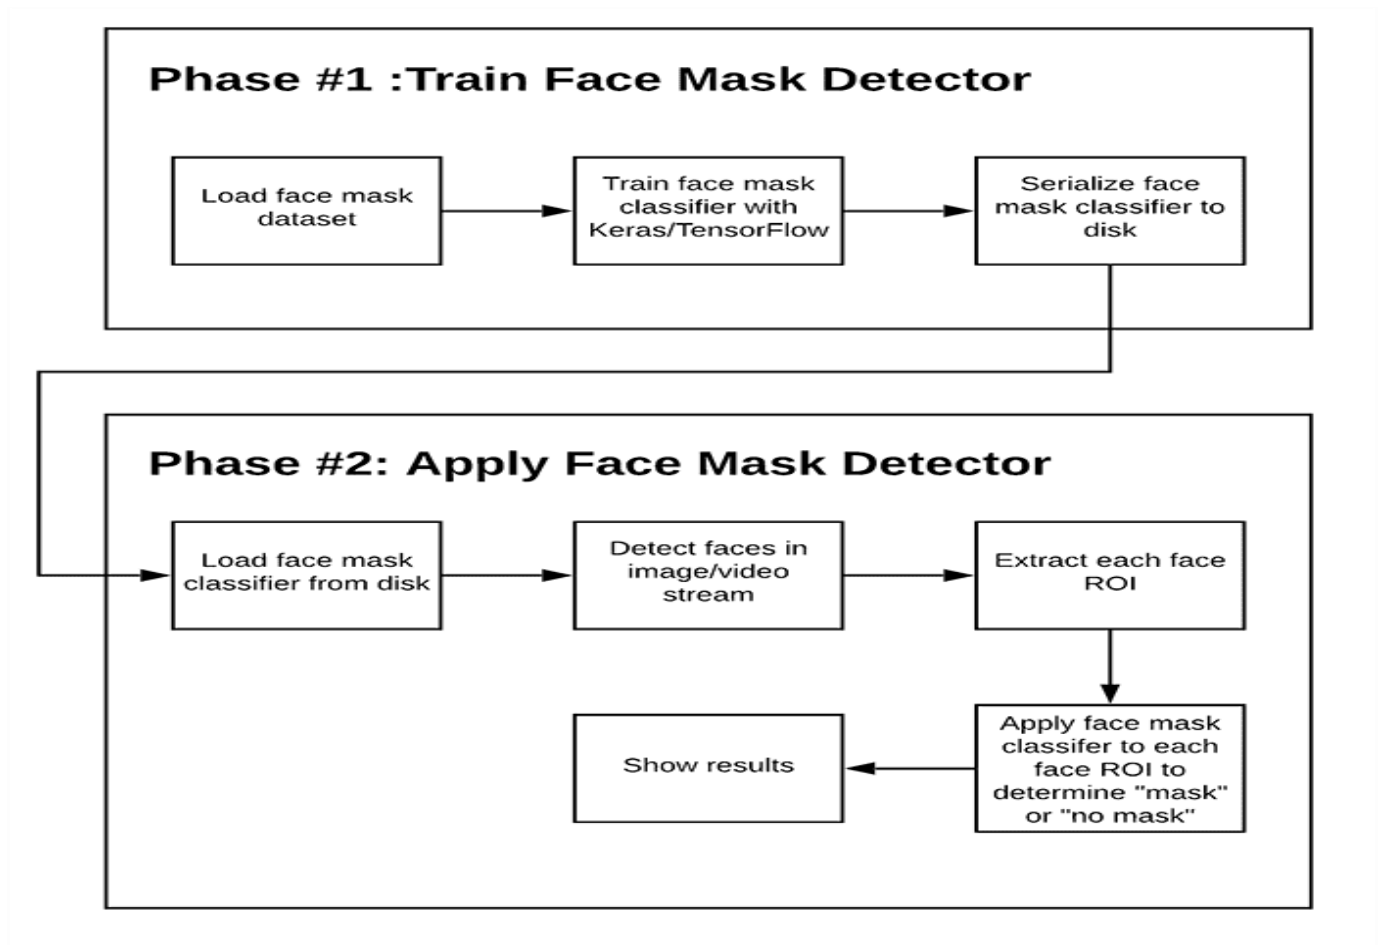 Phase #1 :Train Face Mask Detector
Load face mask
dataset
Train face mask
classifier with
Keras/TensorFlow
Serialize face
mask classifier to
disk
Phase #2: Apply Face Mask Detector
Load face mask
classifier from disk
Detect faces in
image/video
stream
Extract each face
ROI
Apply face mask
classifer to each
face ROI to
determine "mask"
or "no mask"
Show results